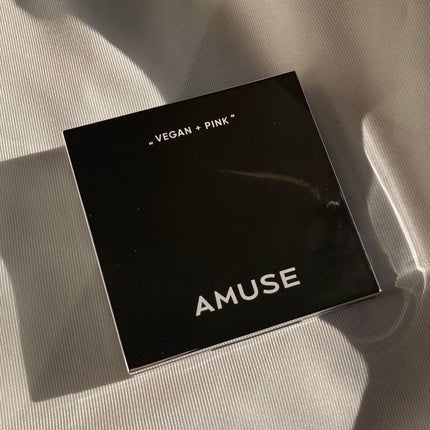 " VEGAN + PINK "
AMUSE